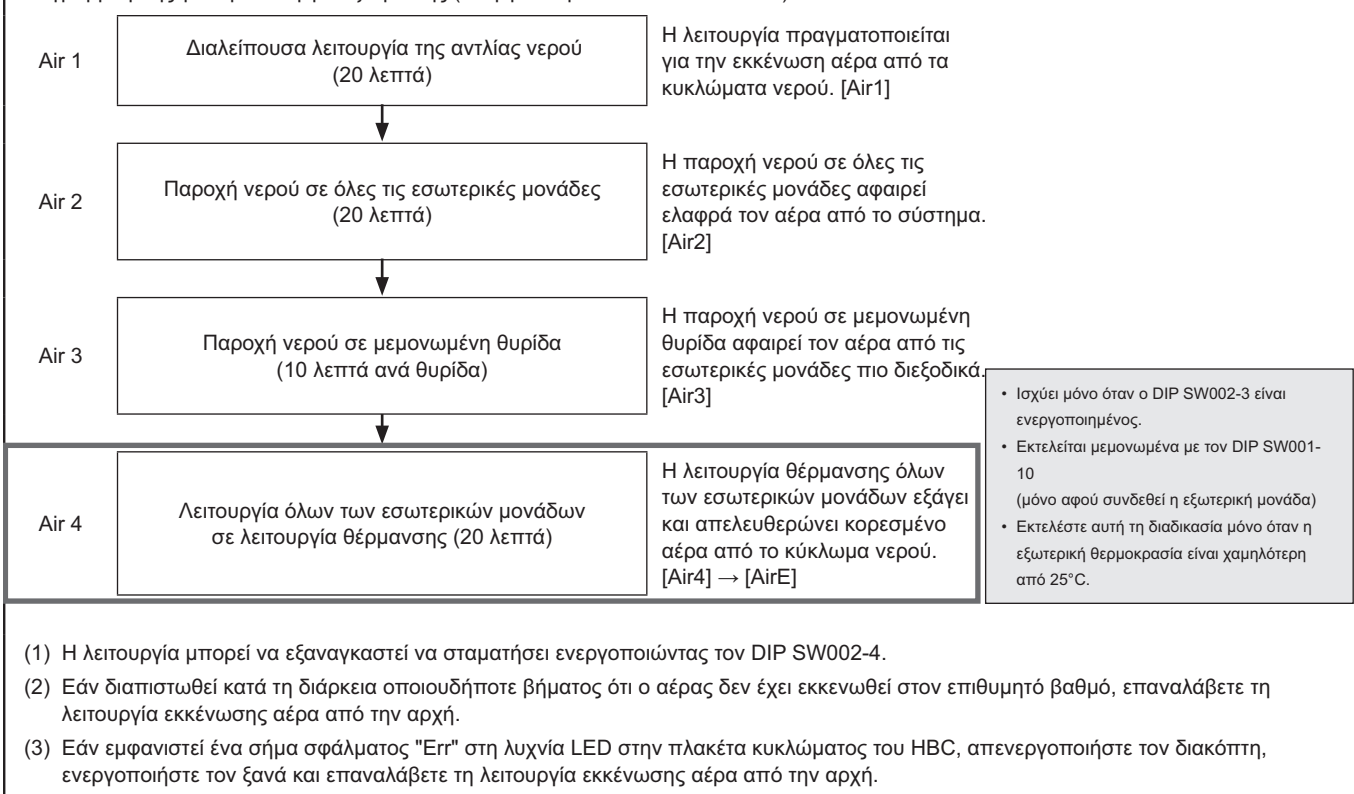 Air 1
Διαλείπουσα λειτουργία της αντλίας νερού
(20 λεπτά)
Η λειτουργία πραγματοποιείται
για την εκκένωση αέρα από τα
κυκλώματα νερού. [Air1]
Air 2
Παροχή νερού σε όλες τις εσωτερικές μονάδες
(20 λεπτά)
Η παροχή νερού σε όλες τις
εσωτερικές μονάδες αφαιρεί
ελαφρά τον αέρα από το σύστημα.
[Air2]
Air 3
Παροχή νερού σε μεμονωμένη θυρίδα
(10 λεπτά ανά θυρίδα)
Η παροχή νερού σε μεμονωμένη
θυρίδα αφαιρεί τον αέρα από τις
εσωτερικές μονάδες πιο διεξοδικά.
[Air3]
Air 4
Λειτουργία όλων των εσωτερικών μονάδων
σε λειτουργία θέρμανσης (20 λεπτά)
Η λειτουργία θέρμανσης όλων
των εσωτερικών μονάδων εξάγει
και απελευθερώνει κορεσμένο
αέρα από το κύκλωμα νερού.
[Air4] → [AirE]
• Ισχύει μόνο όταν ο DIP SW002-3 είναι
ενεργοποιημένος.
• Εκτελείται μεμονωμένα με τον DIP SW001-
10
(μόνο αφού συνδεθεί η εξωτερική μονάδα)
• Εκτελέστε αυτή τη διαδικασία μόνο όταν η
εξωτερική θερμοκρασία είναι χαμηλότερη
από 25°C.
(1) Η λειτουργία μπορεί να εξαναγκαστεί να σταματήσει ενεργοποιώντας τον DIP SW002-4.
(2) Εάν διαπιστωθεί κατά τη διάρκεια οποιουδήποτε βήματος ότι ο αέρας δεν έχει εκκενωθεί στον επιθυμητό βαθμό, επαναλάβετε τη
λειτουργία εκκένωσης αέρα από την αρχή.
(3) Εάν εμφανιστεί ένα σήμα σφάλματος "Err" στη λυχνία LED στην πλακέτα κυκλώματος του HBC, απενεργοποιήστε τον διακόπτη,
ενεργοποιήστε τον ξανά και επαναλάβετε τη λειτουργία εκκένωσης αέρα από την αρχή.